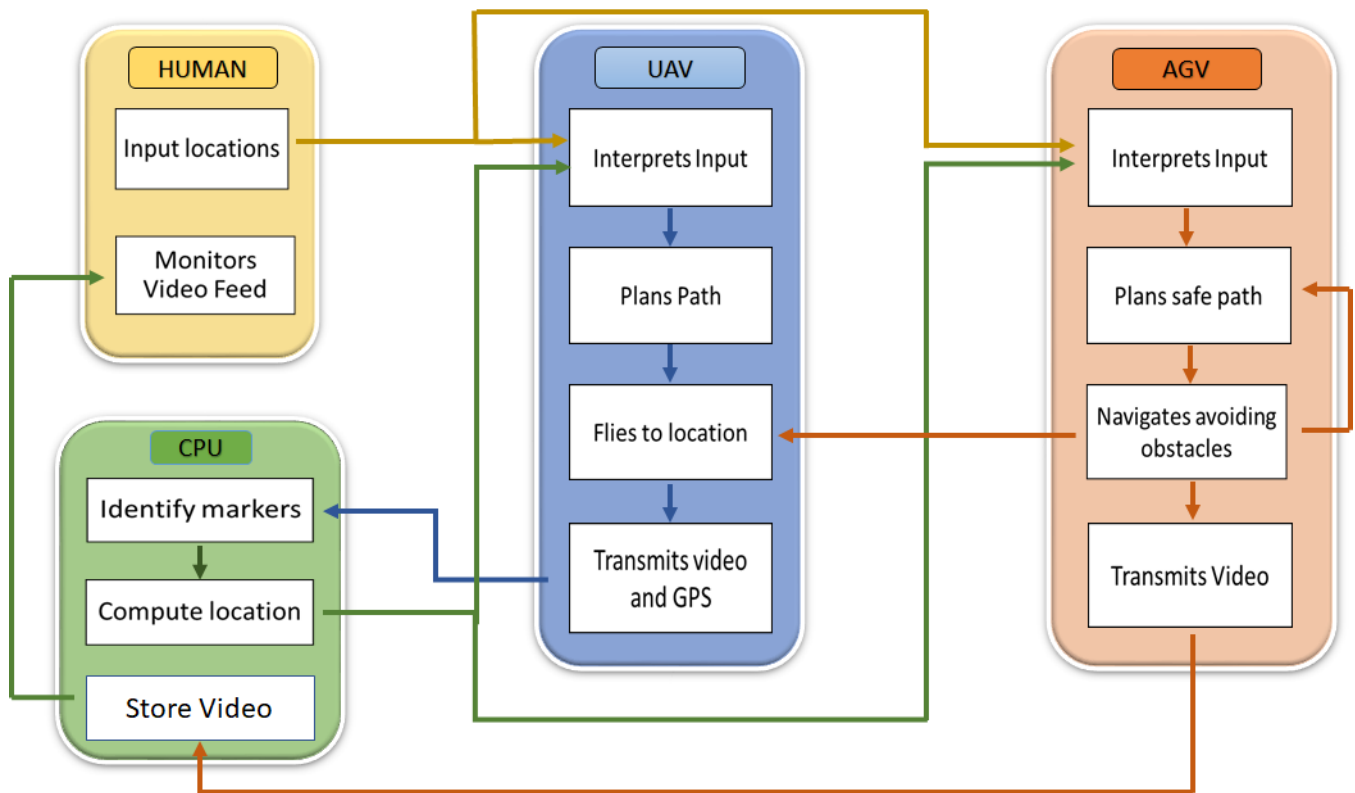 HUMAN
Input locations
Monitors
Video Feed
CPU
Identify markers
Compute location
Store Video
UAV
Interprets Input
Plans Path
Flies to location
Transmits video
and GPS
AGV
Interprets Input
Plans safe path
Navigates avoiding
obstacles
Transmits Video